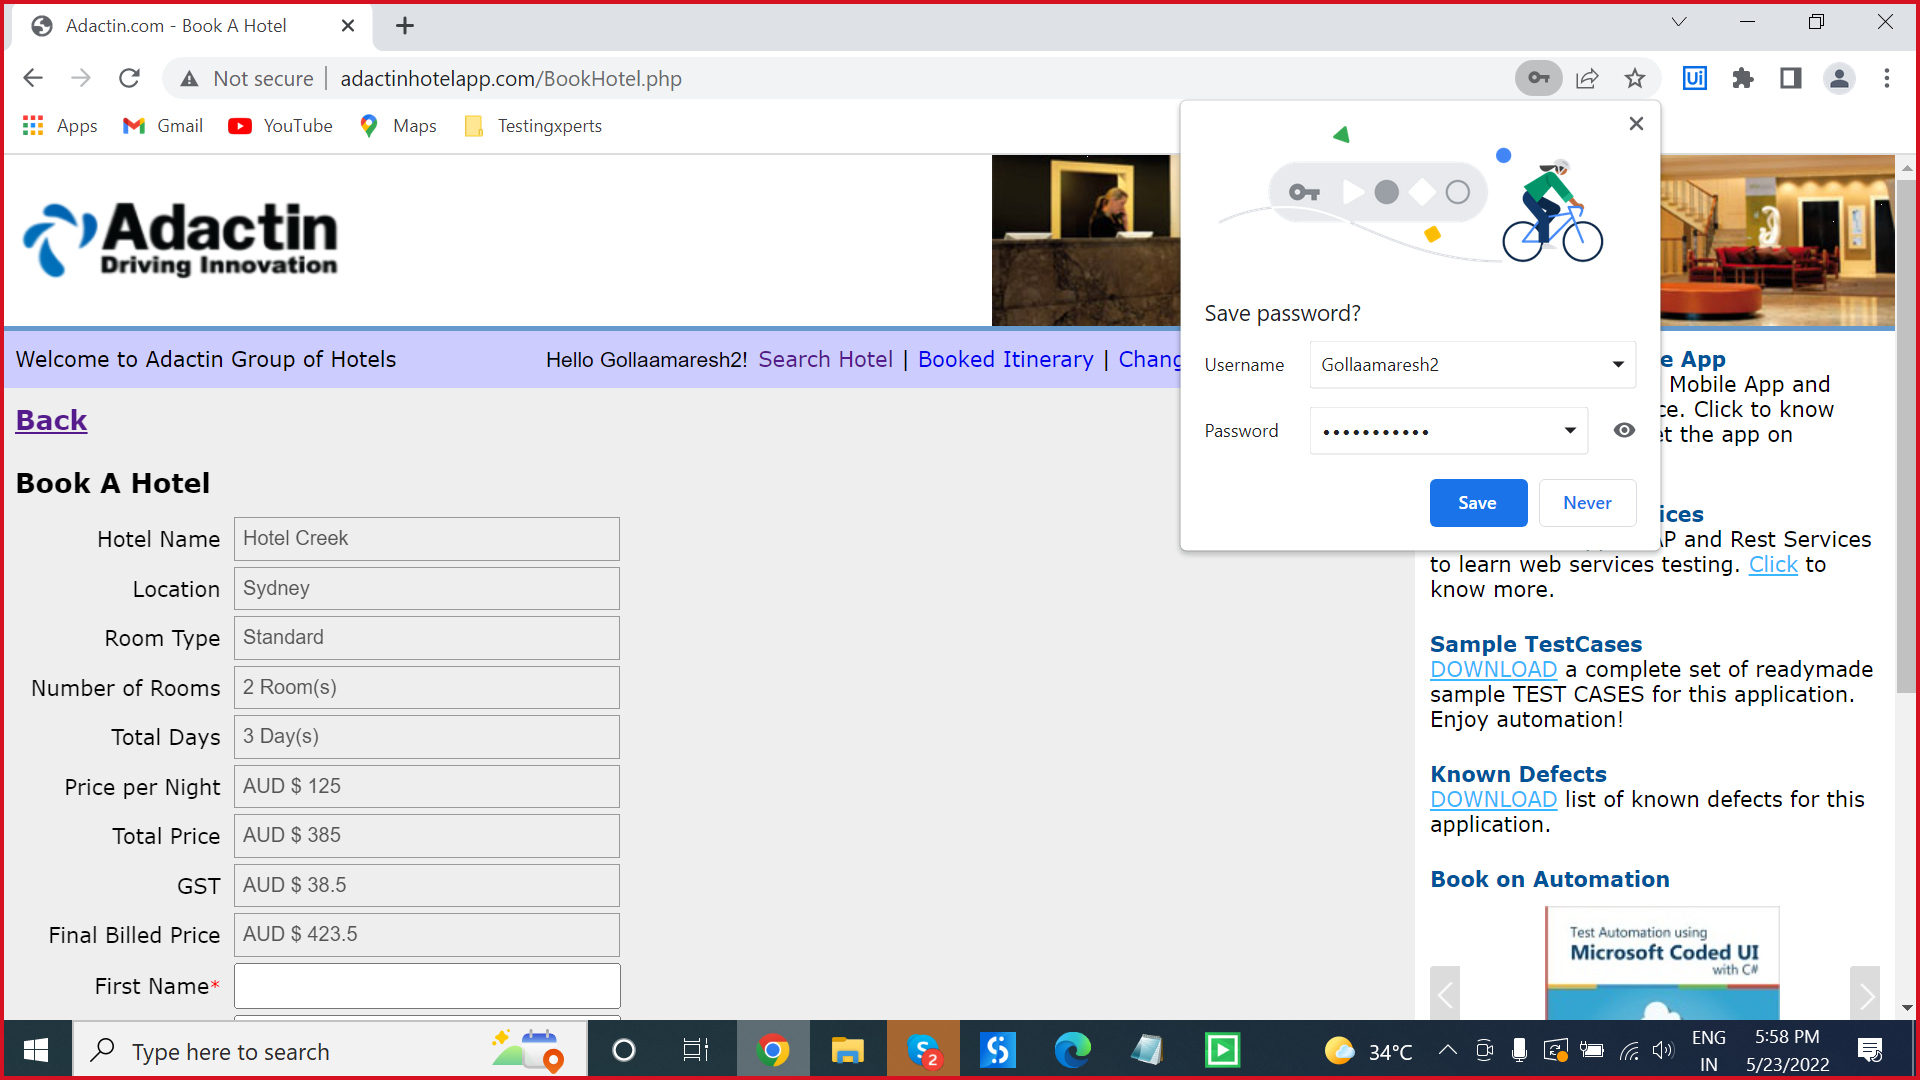 Adactin.com - Book A Hotel
Not secure | adactinhotelapp.com/BookHotel.php
Ui
Apps Gmail YouTube Maps Testingxperts
Adactin
Driving Innovation
Welcome to Adactin Group of Hotels Hello Gollaamaresh2! Search Hotel | Booked Itinerary | Chang
Save password?
Username Gollaamaresh2
Password •••••••••••
Save Never
Back
Book A Hotel
Hotel Name Hotel Creek
Location Sydney
Room Type Standard
Number of Rooms 2 Room(s)
Total Days 3 Day(s)
Price per Night AUD $ 125
Total Price AUD $ 385
GST AUD $ 38.5
Final Billed Price AUD $ 423.5
First Name*
App
Mobile App and
ce. Click to know
the app on
ices
and Rest Services
to learn web services testing. Click to
know more.
Sample TestCases
DOWNLOAD a complete set of readymade
sample TEST CASES for this application.
Enjoy automation!
Known Defects
DOWNLOAD list of known defects for this
application.
Book on Automation
Test Automation using
Microsoft Coded UI
with C#
Type here to search
2
34°C
ENG
IN
5:58 PM
5/23/2022